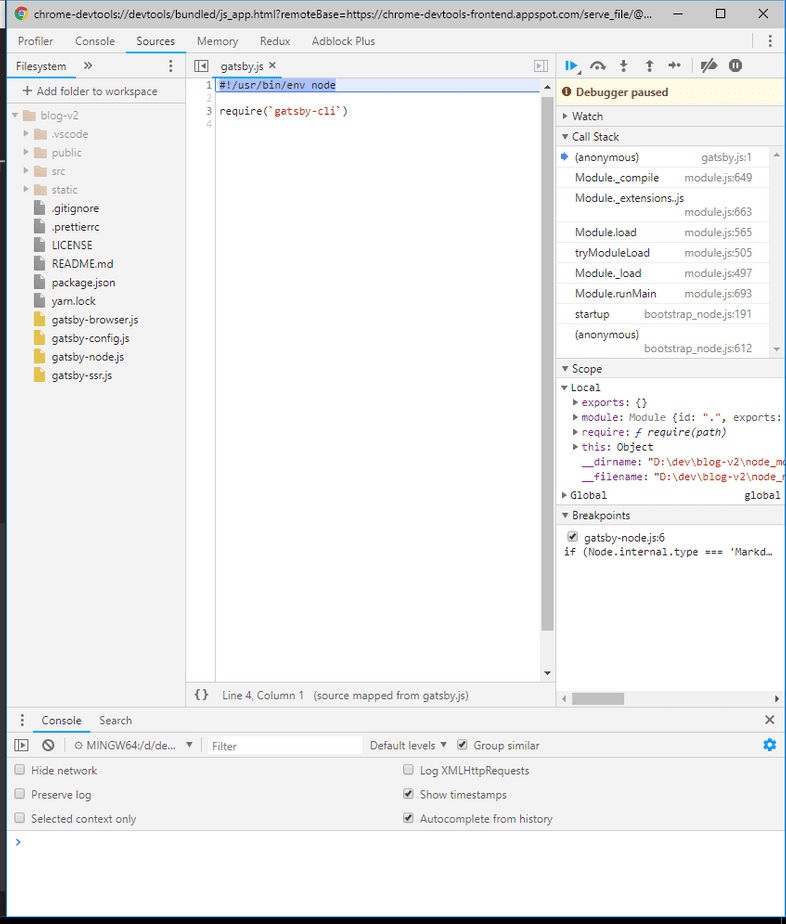 chrome-devtools://devtools/bundled/js_app.html?remoteBase=https://chrome-devtools-frontend.appspot.com/serve_file/@...
Profiler Console Sources Memory Redux Adblock Plus
Filesystem »
+ Add folder to workspace
blog-v2
.vscode
public
src
static
.gitignore
.prettierrc
LICENSE
README.md
package.json
yarn.lock
gatsby-browser.js
gatsby-config.js
gatsby-node.js
gatsby-ssr.js
gatsby.js ×
1 #!/usr/bin/env node
2
3 require(`gatsby-cli`)
4
{} Line 4, Column 1 (source mapped from gatsby.js)
Debugger paused
Watch
Call Stack
(anonymous) gatsby.js:1
Module._compile module.js:649
Module._extensions..js
module.js:663
Module.load module.js:565
tryModuleLoad module.js:505
Module._load module.js:497
Module.runMain module.js:693
startup bootstrap_node.js:191
(anonymous)
bootstrap_node.js:612
Scope
Local
exports: {}
module: Module {id: ".", exports:
require: ƒ require(path)
this: Object
__dirname: "D:\dev\blog-v2\node_mo
__filename: "D:\dev\blog-v2\node_m
Global global
Breakpoints
gatsby-node.js:6
if (Node.internal.type === 'Markd…
Console Search
MINGW64:/d/de... Filter Default levels Group similar
Hide network Log XMLHttpRequests
Preserve log Show timestamps
Selected context only Autocomplete from history
>